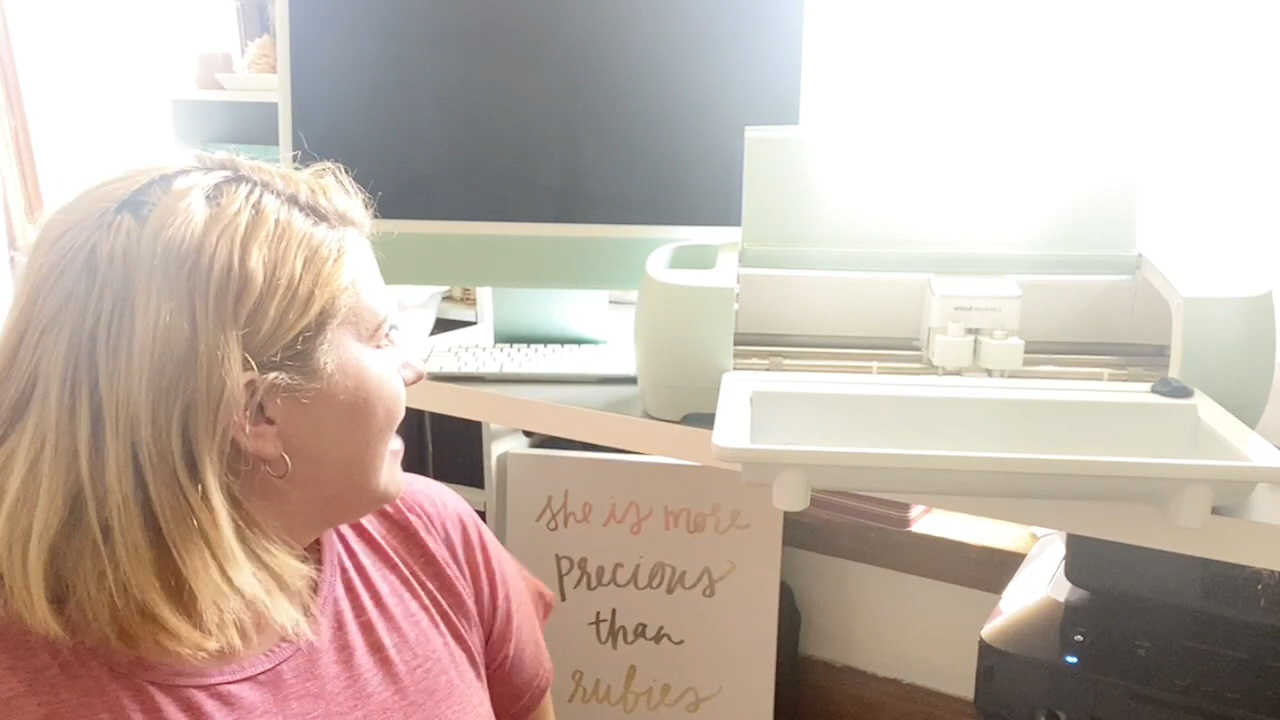 she is more
precious
than
rubies